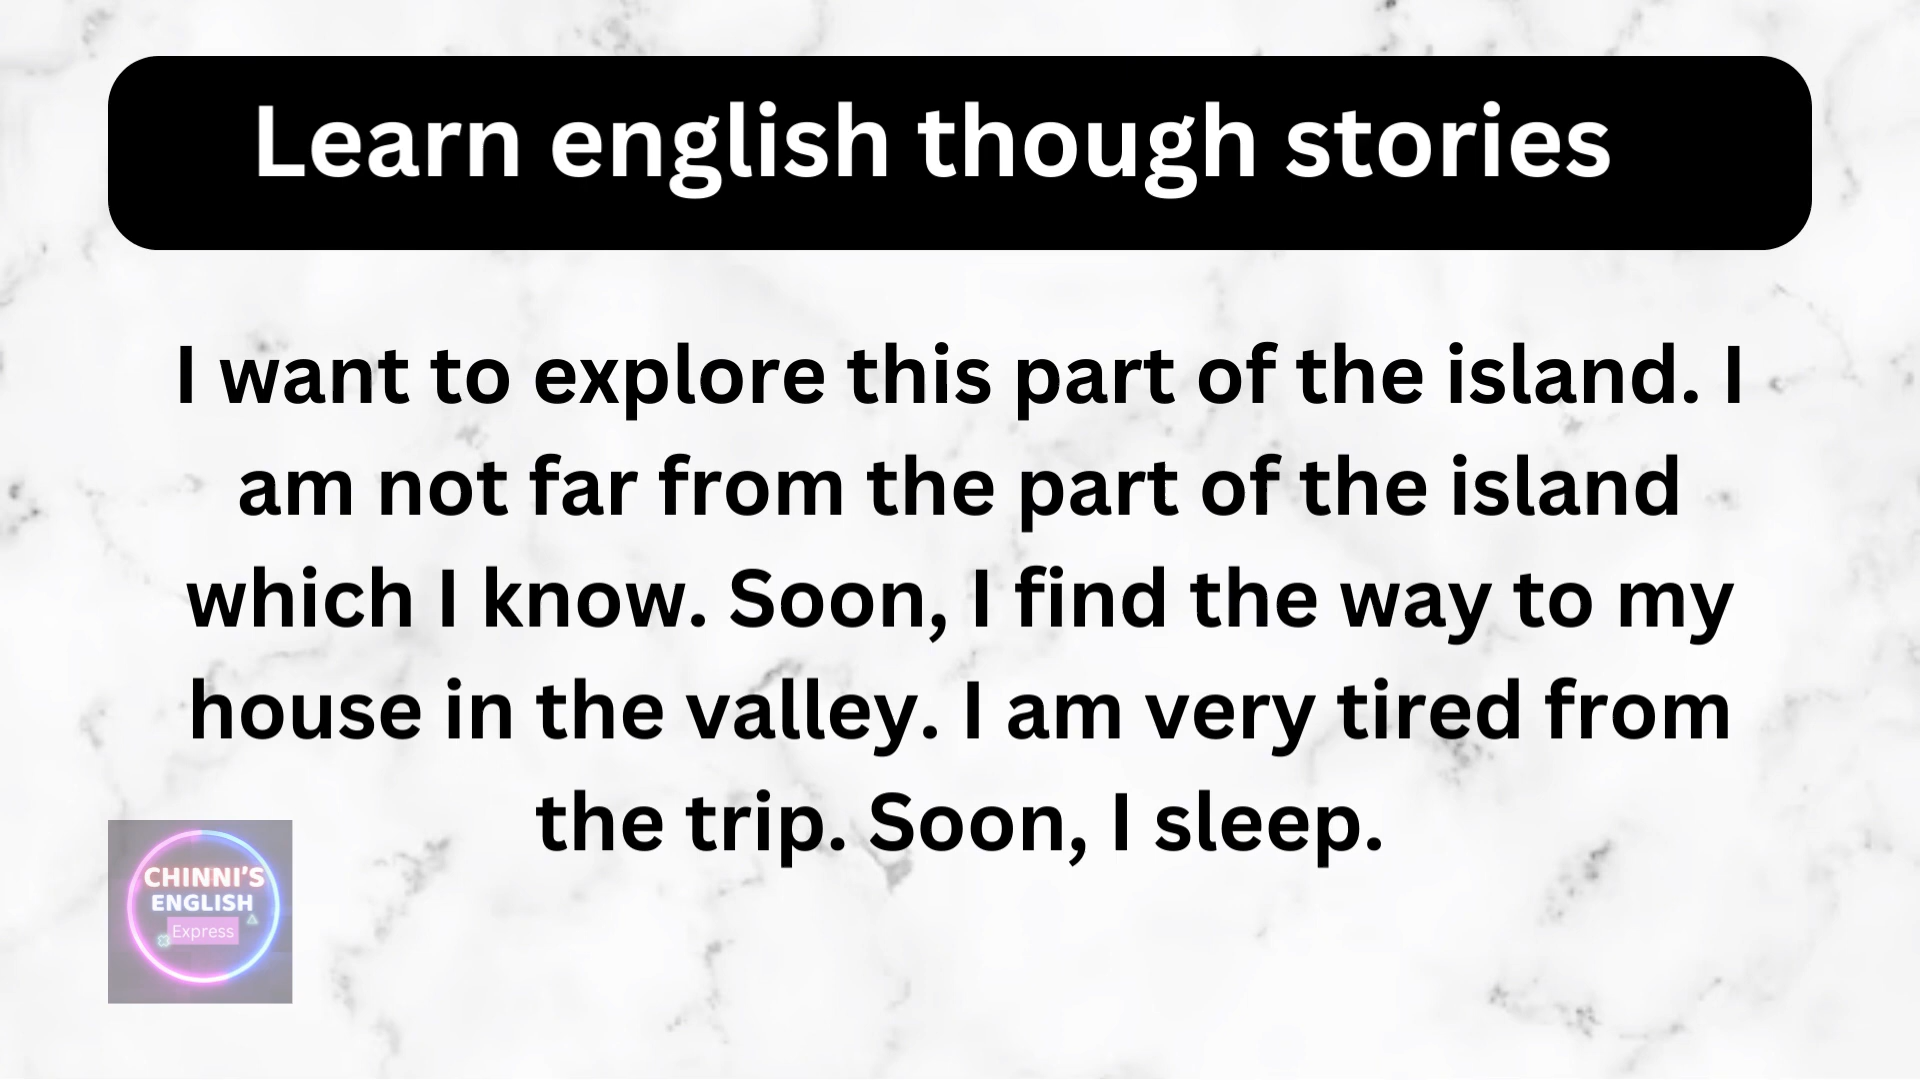 Learn english though stories
I want to explore this part of the island. I
am not far from the part of the island
which I know. Soon, I find the way to my
house in the valley. I am very tired from
the trip. Soon, I sleep.
CHINNI'S
ENGLISH
Express